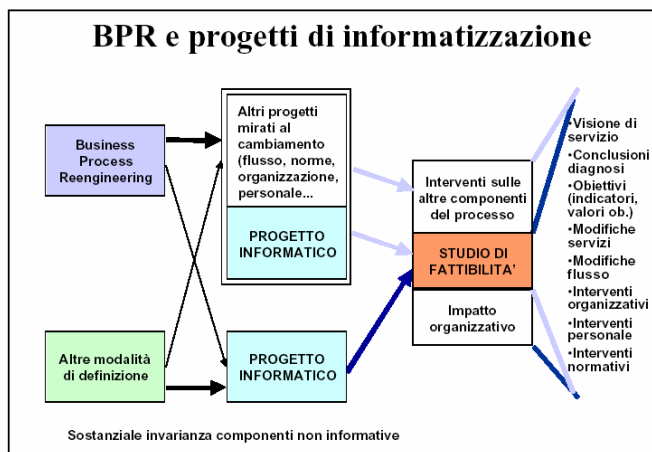 BPR e progetti di informatizzazione
Business
Process
Reengineering
Altri progetti
mirati al
cambiamento
(flusso, norme,
organizzazione,
personale...
PROGETTO
INFORMATICO
Altre modalità
di definizione
PROGETTO
INFORMATICO
Interventi sulle
altre componenti
del processo
STUDIO DI
FATTIBILITA’
Impatto
organizzativo
•Visione di
servizio
•Conclusioni
diagnosi
•Obiettivi
(indicatori,
valori ob.)
•Modifiche
servizi
•Modifiche
flusso
•Interventi
organizzativi
•Interventi
personale
•Interventi
normativi
Sostanziale invarianza componenti non informative